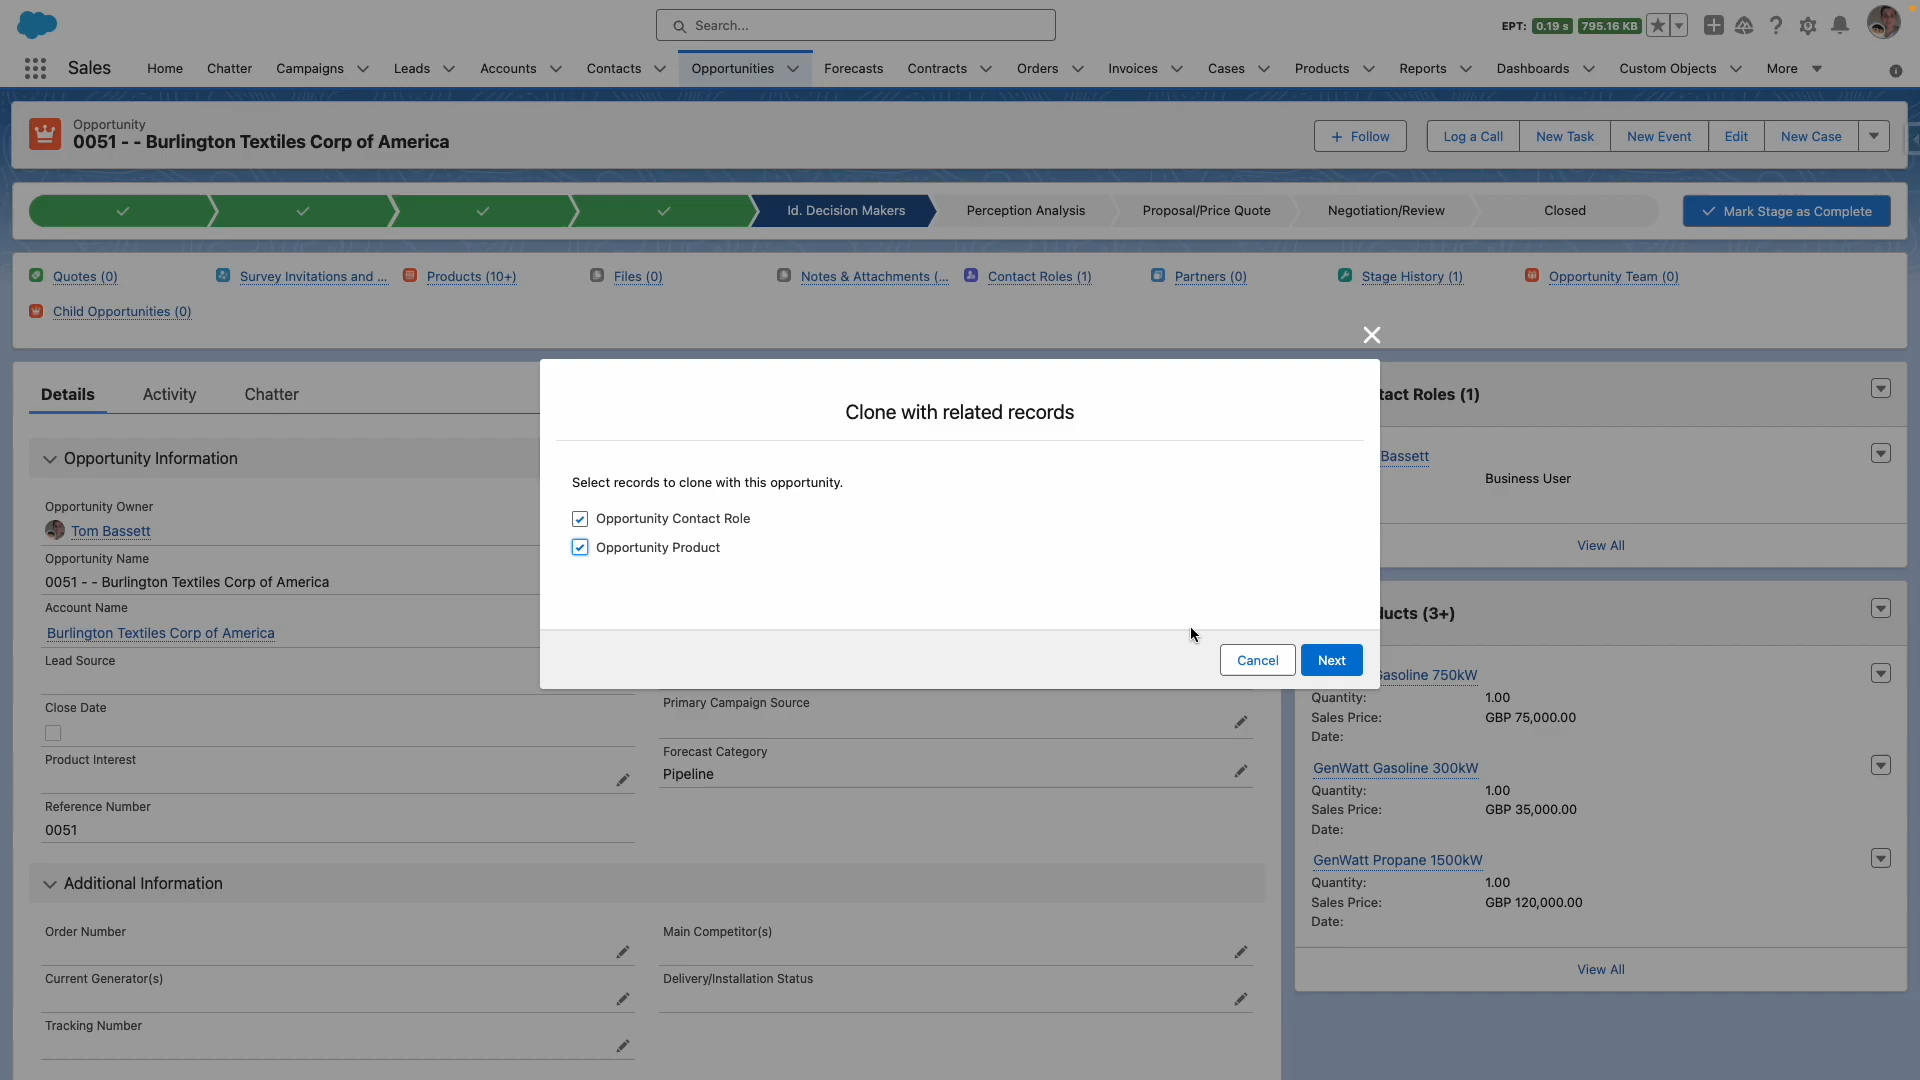 Search...
EPT: 0.19 s 795.16 KB
Sales Home Chatter Campaigns Leads Accounts Contacts Opportunities Forecasts Contracts Orders Invoices Cases Products Reports Dashboards Custom Objects More
Opportunity
0051 - - Burlington Textiles Corp of America
+ Follow Log a Call New Task New Event Edit New Case
Id. Decision Makers Perception Analysis Proposal/Price Quote Negotiation/Review Closed Mark Stage as Complete
Quotes (0) Survey Invitations and ... Products (10+) Files (0) Notes & Attachments (... Contact Roles (1) Partners (0) Stage History (1) Opportunity Team (0)
Child Opportunities (0)
Details Activity Chatter
Opportunity Information
Opportunity Owner
Tom Bassett
Opportunity Name
0051 - - Burlington Textiles Corp of America
Account Name
Burlington Textiles Corp of America
Lead Source
Close Date
Product Interest
Reference Number
0051
Primary Campaign Source
Forecast Category
Pipeline
Additional Information
Order Number
Main Competitor(s)
Current Generator(s)
Delivery/Installation Status
Tracking Number
Clone with related records
Select records to clone with this opportunity.
Opportunity Contact Role
Opportunity Product
Cancel Next
tact Roles (1)
Bassett
Business User
View All
ucts (3+)
Gasoline 750kW
Quantity: 1.00
Sales Price: GBP 75,000.00
Date:
GenWatt Gasoline 300kW
Quantity: 1.00
Sales Price: GBP 35,000.00
Date:
GenWatt Propane 1500kW
Quantity: 1.00
Sales Price: GBP 120,000.00
Date:
View All